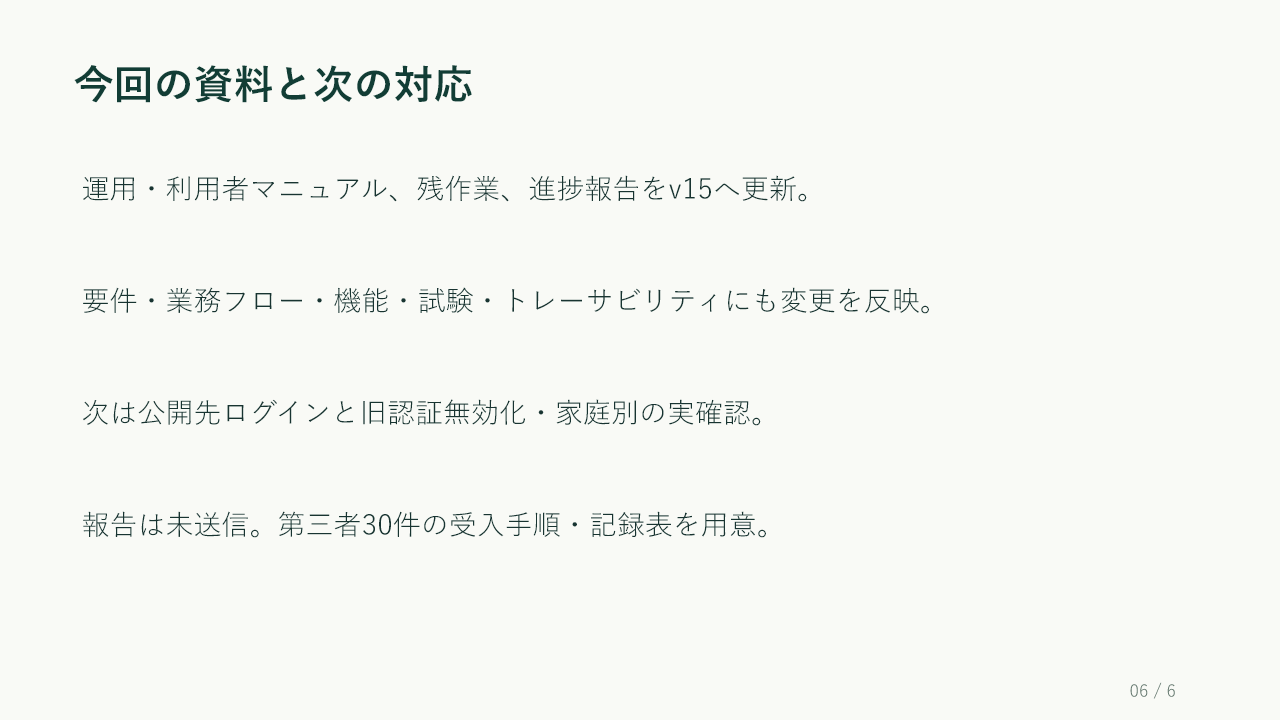 今回の資料と次の対応
運用・利用者マニュアル、残作業、進捗報告をv15へ更新。
要件・業務フロー・機能・試験・トレーサビリティにも変更を反映。
次は公開先ログインと旧認証無効化・家庭別の実確認。
報告は未送信。第三者30件の受入手順・記録表を用意。
06 / 6